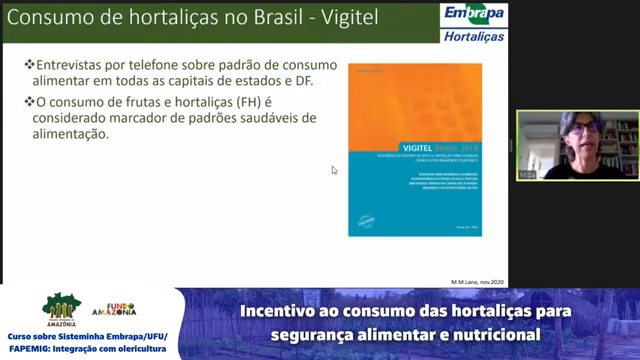 Consumo de hortaliças no Brasil - Vigitel
Embrapa
Hortaliças
❖Entrevistas por telefone sobre padrão de consumo
alimentar em todas as capitais de estados e DF.
❖O consumo de frutas e hortaliças (FH) é
considerado marcador de padrões saudáveis de
alimentação.
VIGITEL BRASIL 2019
M.M.Lana, nov.2020
AMAZÔNIA
FUNDO
AMAZÔNIA
Curso sobre Sisteminha Embrapa/UFU/
FAPEMIG: Integração com olericultura
Incentivo ao consumo das hortaliças para
segurança alimentar e nutricional